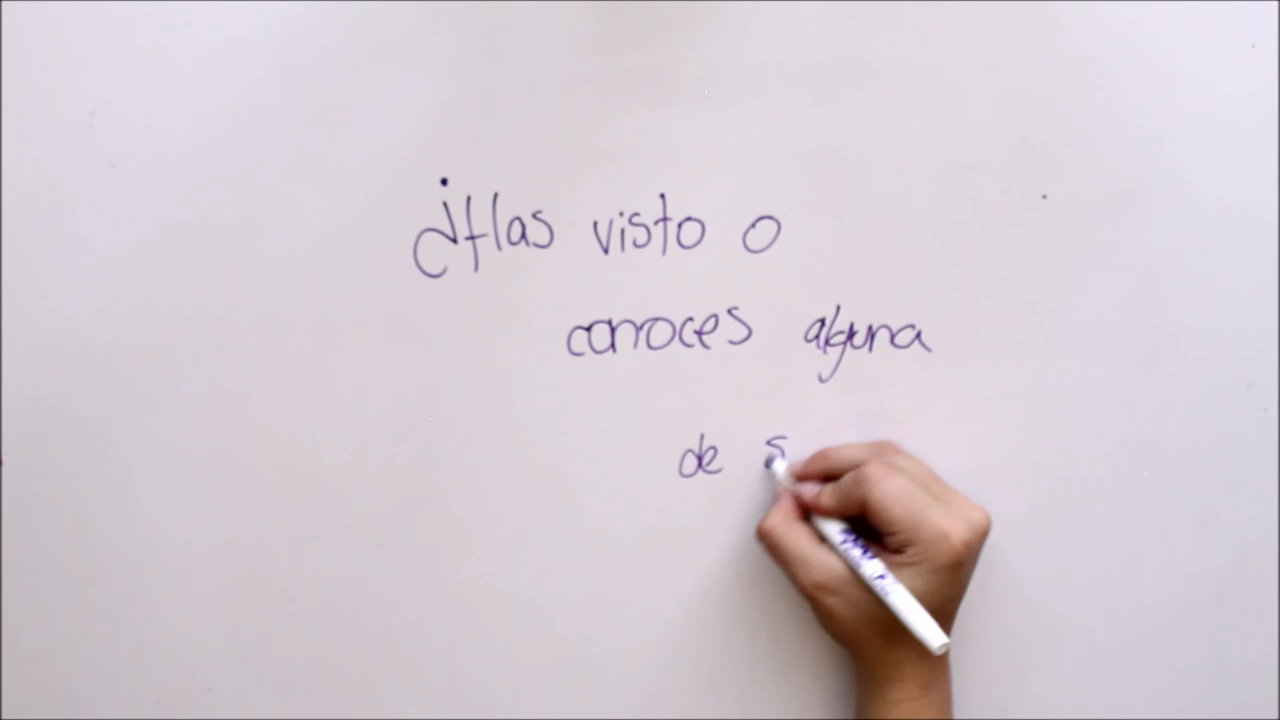 ¿Has visto o
conoces alguna
de s